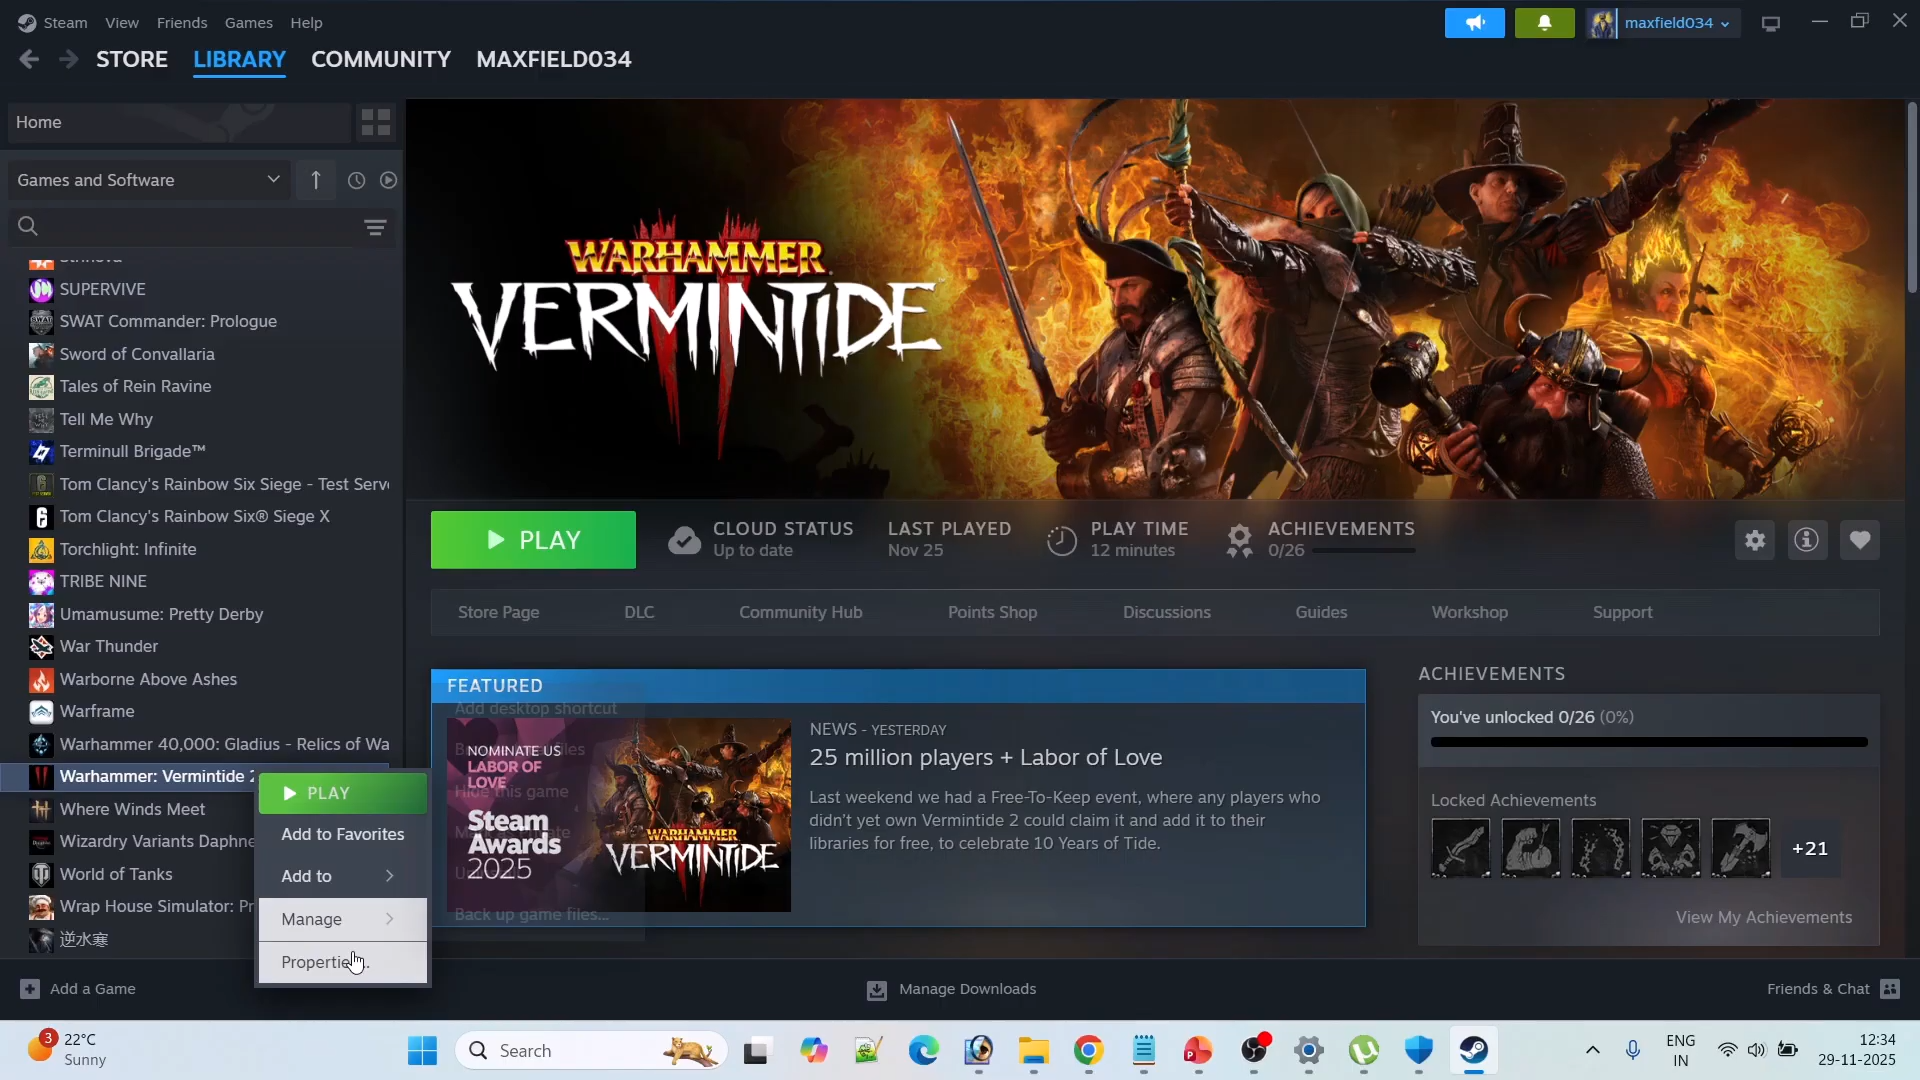 Steam View Friends Games Help
maxfield034
STORE LIBRARY COMMUNITY MAXFIELD034
Home
Games and Software
SUPERVIVE
SWAT Commander: Prologue
Sword of Convallaria
Tales of Rein Ravine
Tell Me Why
Terminull Brigade™
Tom Clancy's Rainbow Six Siege - Test Serv
Tom Clancy's Rainbow Six® Siege X
Torchlight: Infinite
TRIBE NINE
Umamusume: Pretty Derby
War Thunder
Warborne Above Ashes
Warframe
Warhammer 40,000: Gladius - Relics of Wa
Warhammer: Vermintide 2
Where Winds Meet
Wizardry Variants Daphne
World of Tanks
Wrap House Simulator: Pr
逆水寒
PLAY
Add to Favorites
Add to
Manage
Add a Game
WARHAMMER
VERMINTIDE
PLAY
CLOUD STATUS
Up to date
LAST PLAYED
Nov 25
PLAY TIME
12 minutes
ACHIEVEMENTS
0/26
Store Page DLC Community Hub Points Shop Discussions Guides Workshop Support
FEATURED
Add desktop shortcut
Hide this game
Back up game files...
NOMINATE US
LABOR OF
LOVE
Steam
Awards
2025
WARHAMMER
VERMINTIDE
NEWS - YESTERDAY
25 million players + Labor of Love
Last weekend we had a Free-To-Keep event, where any players who
didn't yet own Vermintide 2 could claim it and add it to their
libraries for free, to celebrate 10 Years of Tide.
ACHIEVEMENTS
You've unlocked 0/26 (0%)
Locked Achievements
+21
View My Achievements
Manage Downloads
Friends & Chat
3
22°C
Sunny
Search
ENG
IN
12:34
29-11-2025